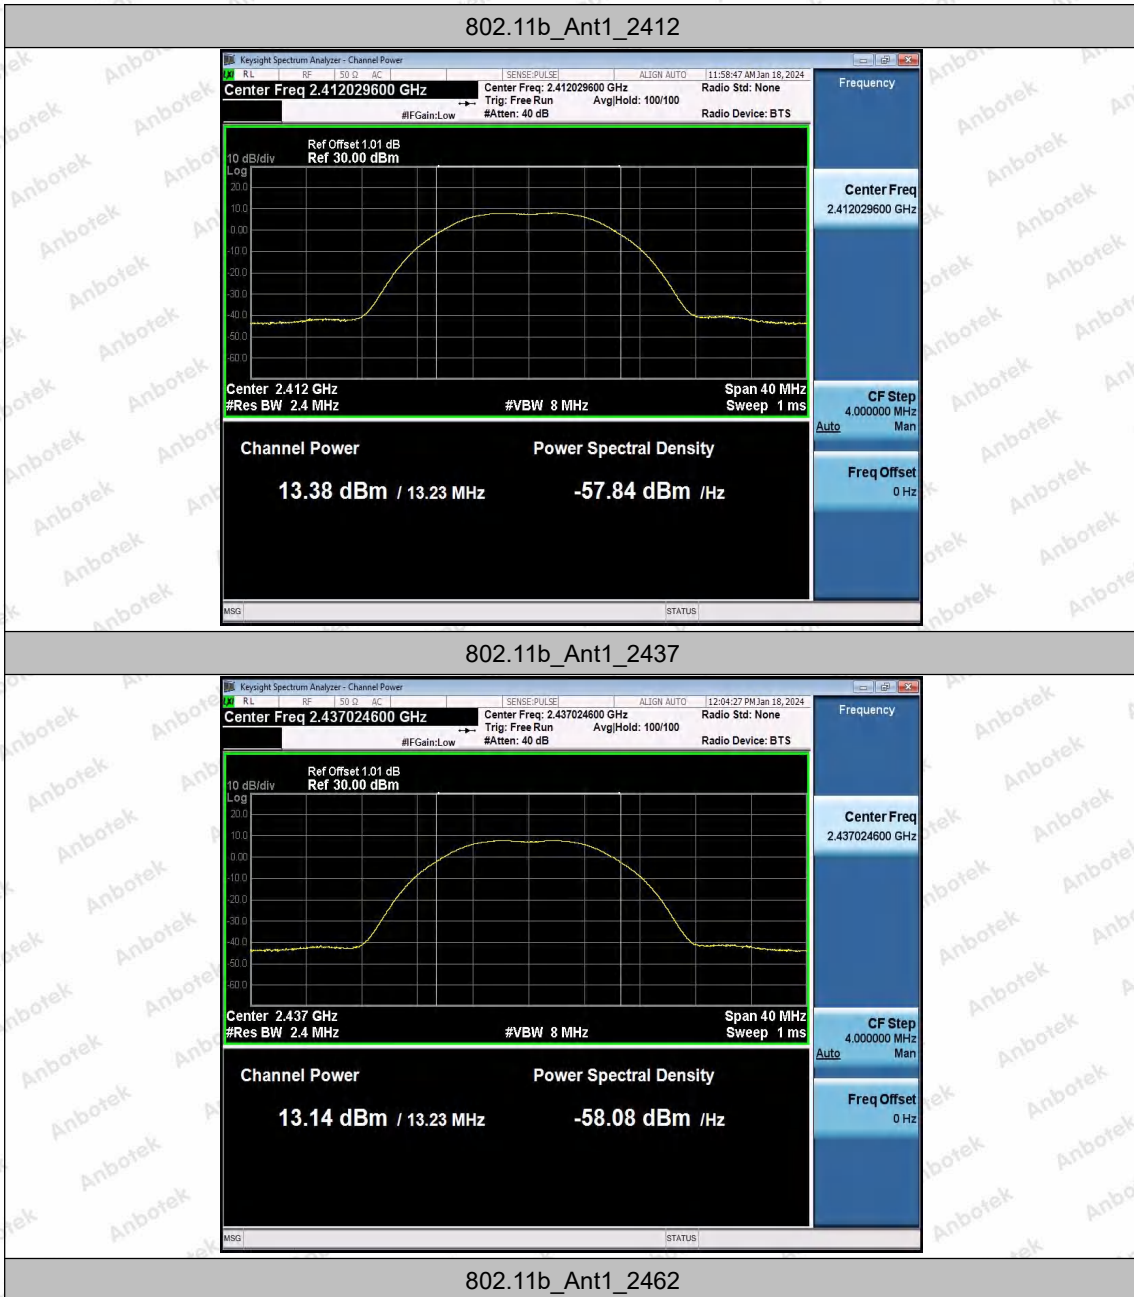 802.11b_Ant1_2412
Keysight Spectrum Analyzer - Channel Power
RL RF 50 Ω AC SENSE:PULSE ALIGN AUTO 11:58:47 AM Jan 18, 2024
Center Freq 2.412029600 GHz Center Freq: 2.412029600 GHz Radio Std: None
Trig: Free Run Avg|Hold: 100/100
#IFGain:Low #Atten: 40 dB Radio Device: BTS
Frequency
Ref Offset 1.01 dB
10 dB/div Ref 30.00 dBm
Log
20.0
10.0
0.00
-10.0
-20.0
-30.0
-40.0
-50.0
-60.0
Center 2.412 GHz Span 40 MHz
#Res BW 2.4 MHz #VBW 8 MHz Sweep 1 ms
Center Freq
2.412029600 GHz
CF Step
4.000000 MHz
Auto Man
Freq Offset
0 Hz
Channel Power Power Spectral Density
13.38 dBm / 13.23 MHz -57.84 dBm /Hz
MSG STATUS
802.11b_Ant1_2437
Keysight Spectrum Analyzer - Channel Power
RL RF 50 Ω AC SENSE:PULSE ALIGN AUTO 12:04:27 PM Jan 18, 2024
Center Freq 2.437024600 GHz Center Freq: 2.437024600 GHz Radio Std: None
Trig: Free Run Avg|Hold: 100/100
#IFGain:Low #Atten: 40 dB Radio Device: BTS
Frequency
Ref Offset 1.01 dB
10 dB/div Ref 30.00 dBm
Log
20.0
10.0
0.00
-10.0
-20.0
-30.0
-40.0
-50.0
-60.0
Center 2.437 GHz Span 40 MHz
#Res BW 2.4 MHz #VBW 8 MHz Sweep 1 ms
Center Freq
2.437024600 GHz
CF Step
4.000000 MHz
Auto Man
Freq Offset
0 Hz
Channel Power Power Spectral Density
13.14 dBm / 13.23 MHz -58.08 dBm /Hz
MSG STATUS
802.11b_Ant1_2462